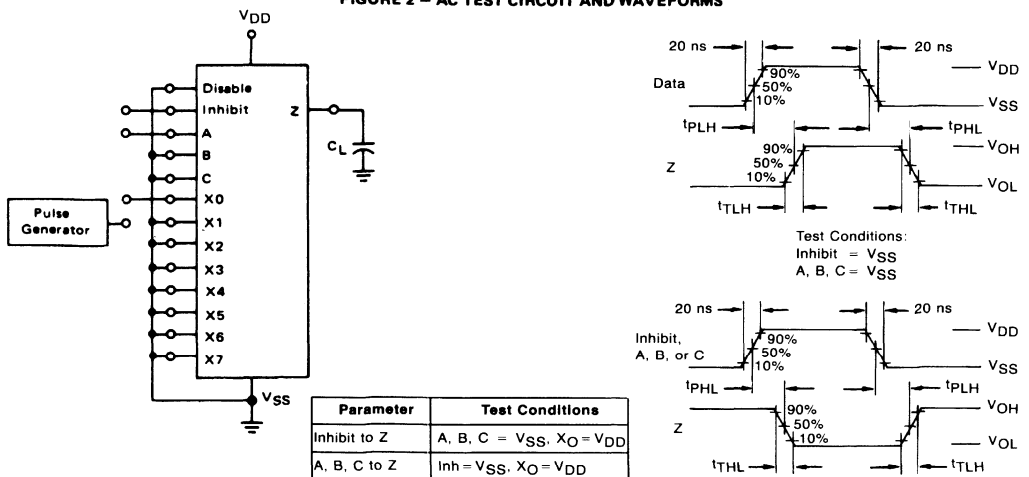 FIGURE 2 — AC TEST CIRCUIT AND WAVEFORMS
VDD
Disable
Inhibit
A
B
C
X0
X1
X2
X3
X4
X5
X6
X7
Z
CL
Pulse
Generator
VSS
Parameter Test Conditions
Inhibit to Z A, B, C = VSS, XO = VDD
A, B, C to Z Inh = VSS, XO = VDD
20 ns 20 ns
Data
90%
50%
10%
VDD
VSS
tPLH tPHL
Z
90%
50%
10%
VOH
VOL
tTLH tTHL
Test Conditions:
Inhibit = VSS
A, B, C = VSS
20 ns 20 ns
Inhibit,
A, B, or C
90%
50%
10%
VDD
VSS
tPHL tPLH
Z
90%
50%
10%
VOH
VOL
tTHL tTLH